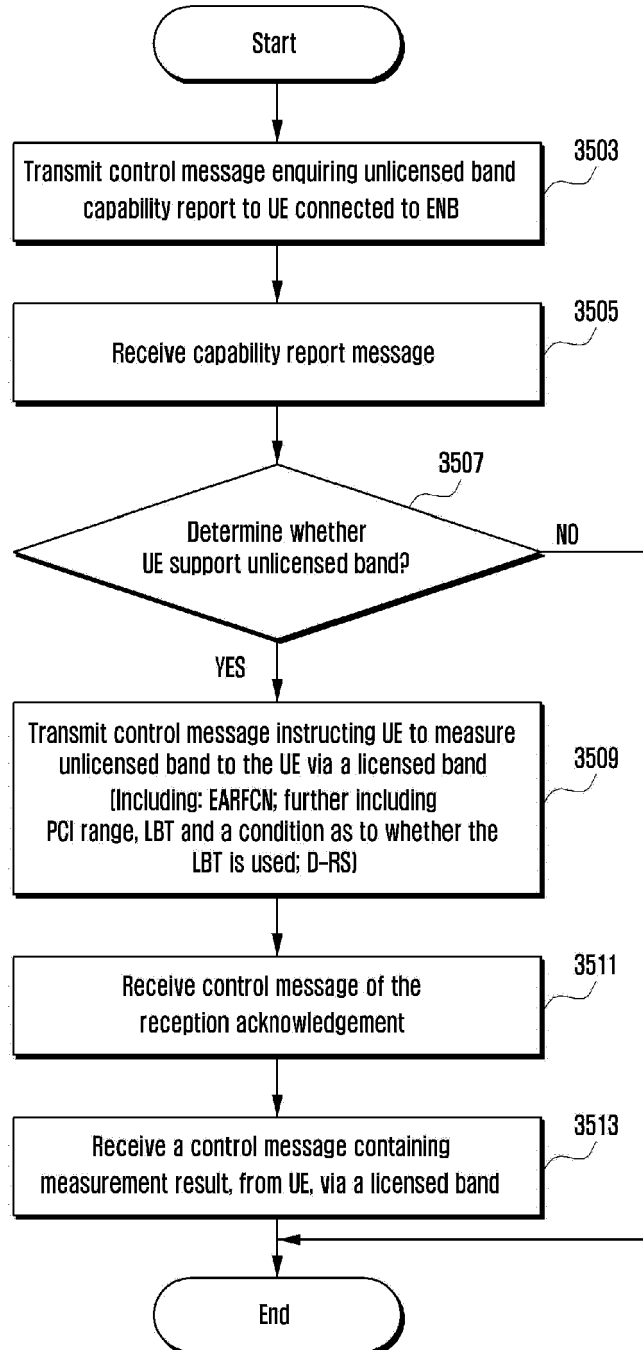 Start
3503
Transmit control message enquiring unlicensed band
capability report to UE connected to ENB
3505
Receive capability report message
3507
Determine whether
UE support unlicensed band?
NO
YES
Transmit control message instructing UE to measure
unlicensed band to the UE via a licensed band
(Including: EARFCN; further including
PCI range, LBT and a condition as to whether the
LBT is used; D-RS)
3509
Receive control message of the
reception acknowledgement
3511
Receive a control message containing
measurement result, from UE, via a licensed band
3513
End